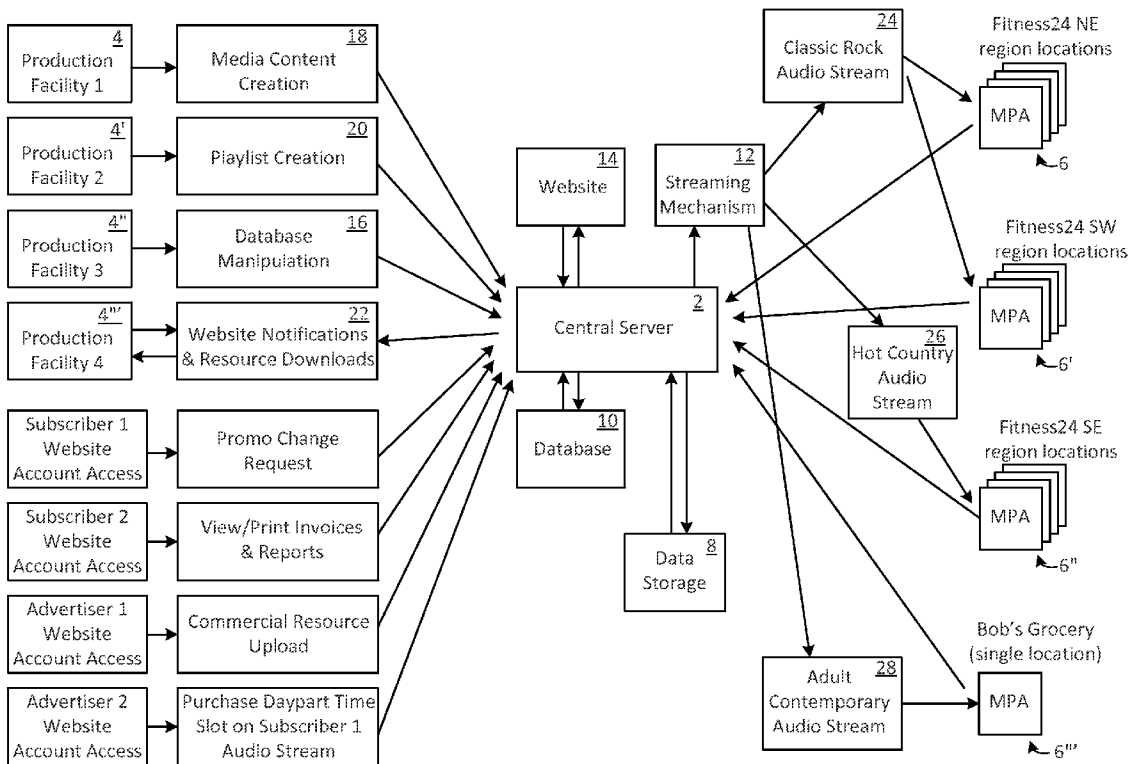 4
Production
Facility 1
18
Media Content
Creation
4'
Production
Facility 2
20
Playlist Creation
4"
Production
Facility 3
16
Database
Manipulation
4"'
Production
Facility 4
22
Website Notifications
& Resource Downloads
Subscriber 1
Website
Account Access
Promo Change
Request
Subscriber 2
Website
Account Access
View/Print Invoices
& Reports
Advertiser 1
Website
Account Access
Commercial Resource
Upload
Advertiser 2
Website
Account Access
Purchase Daypart Time
Slot on Subscriber 1
Audio Stream
14
Website
12
Streaming
Mechanism
2
Central Server
10
Database
8
Data
Storage
24
Classic Rock
Audio Stream
26
Hot Country
Audio
Stream
28
Adult
Contemporary
Audio Stream
Fitness24 NE
region locations
MPA
6
Fitness24 SW
region locations
MPA
6'
Fitness24 SE
region locations
MPA
6"
Bob's Grocery
(single location)
MPA
6"'